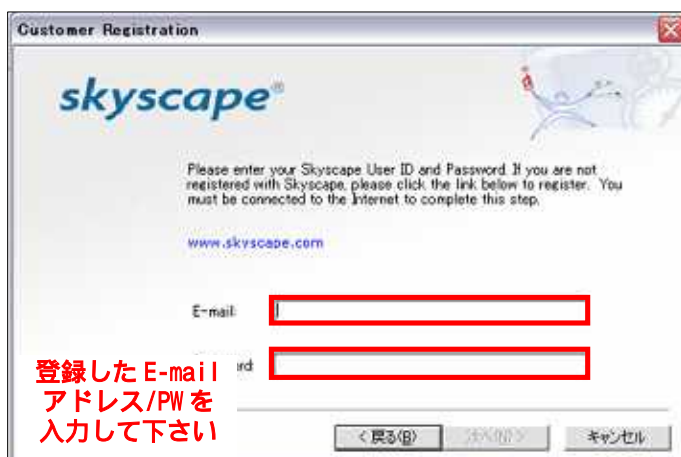 Customer Registration
skyscape®
Please enter your Skyscape User ID and Password. If you are not
registered with Skyscape, please click the link below to register. You
must be connected to the Internet to complete this step.
www.skyscape.com
E-mail:
登録したE-mail
アドレス/PWを
入力して下さい
< 戻る(B)
次へ(N) >
キャンセル